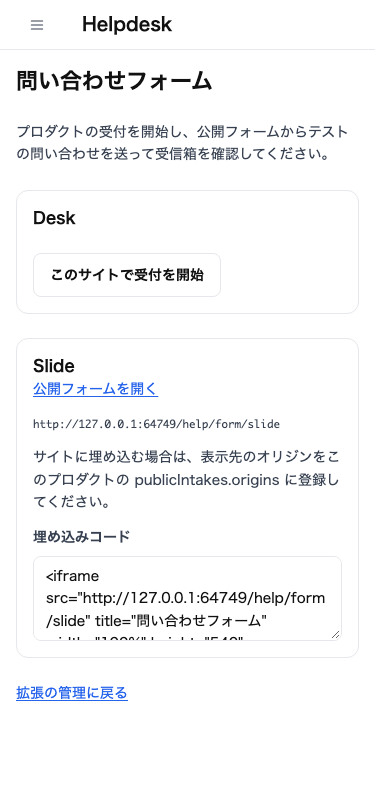 Helpdesk
問い合わせフォーム
プロダクトの受付を開始し、公開フォームからテスト
の問い合わせを送って受信箱を確認してください。
Desk
このサイトで受付を開始
Slide
公開フォームを開く
http://127.0.0.1:64749/help/form/slide
サイトに埋め込む場合は、表示先のオリジンをこ
のプロダクトの publicIntakes.origins に登録し
てください。
埋め込みコード
<iframe
src="http://127.0.0.1:64749/help/form
/slide" title="問い合わせフォーム"
拡張の管理に戻る